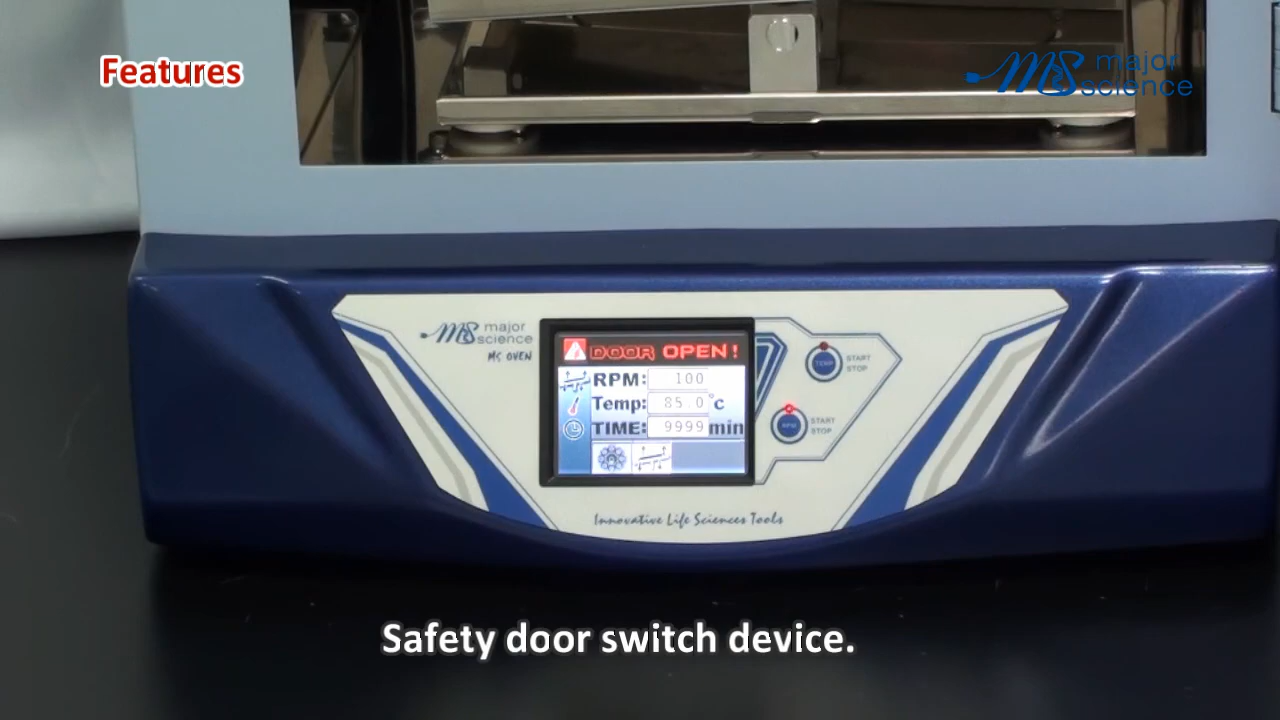 Features
major
science
major
science
MS OVEN
DOOR OPEN!
RPM: 100
Temp: 85.0°c
TIME: 9999 min
TEMP
START
STOP
RPM
START
STOP
Innovative Life Sciences Tools
Safety door switch device.